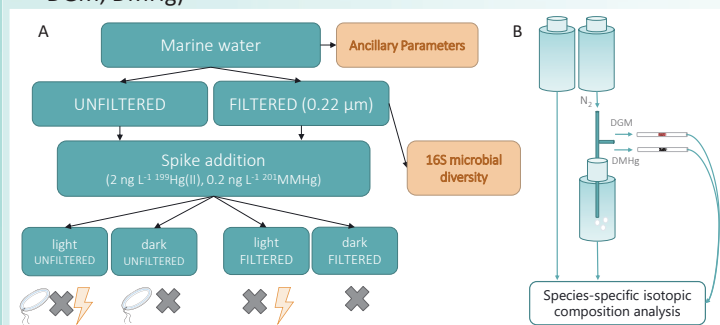 DGM, DMHg)
A
Marine water
Ancillary Parameters
UNFILTERED
FILTERED (0.22 µm)
Spike addition
(2 ng L⁻¹ ¹⁹⁹Hg(II), 0.2 ng L⁻¹ ²⁰¹MMHg)
16S microbial
diversity
light
UNFILTERED
dark
UNFILTERED
light
FILTERED
dark
FILTERED
B
N₂
DGM
DMHg
Species-specific isotopic
composition analysis